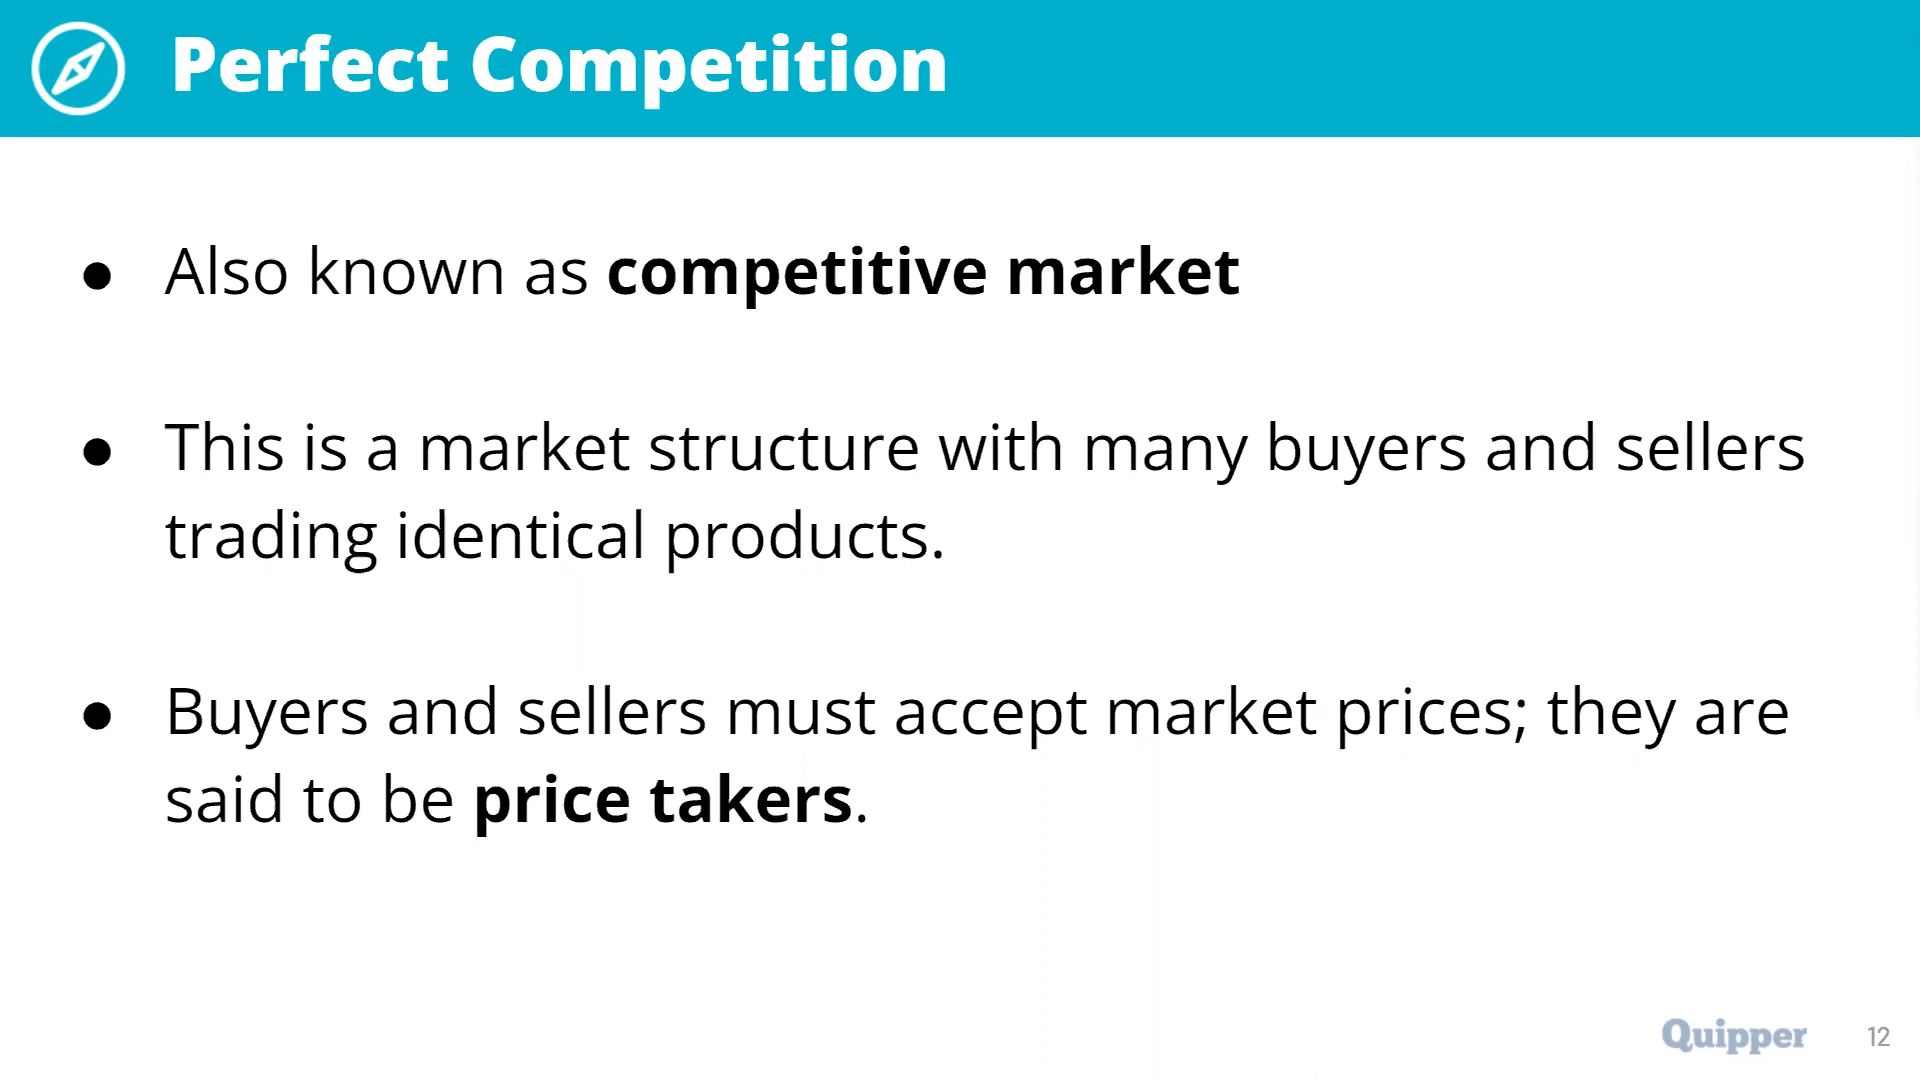 Perfect Competition
● Also known as competitive market
● This is a market structure with many buyers and sellers
trading identical products.
● Buyers and sellers must accept market prices; they are
said to be price takers.
Quipper 12